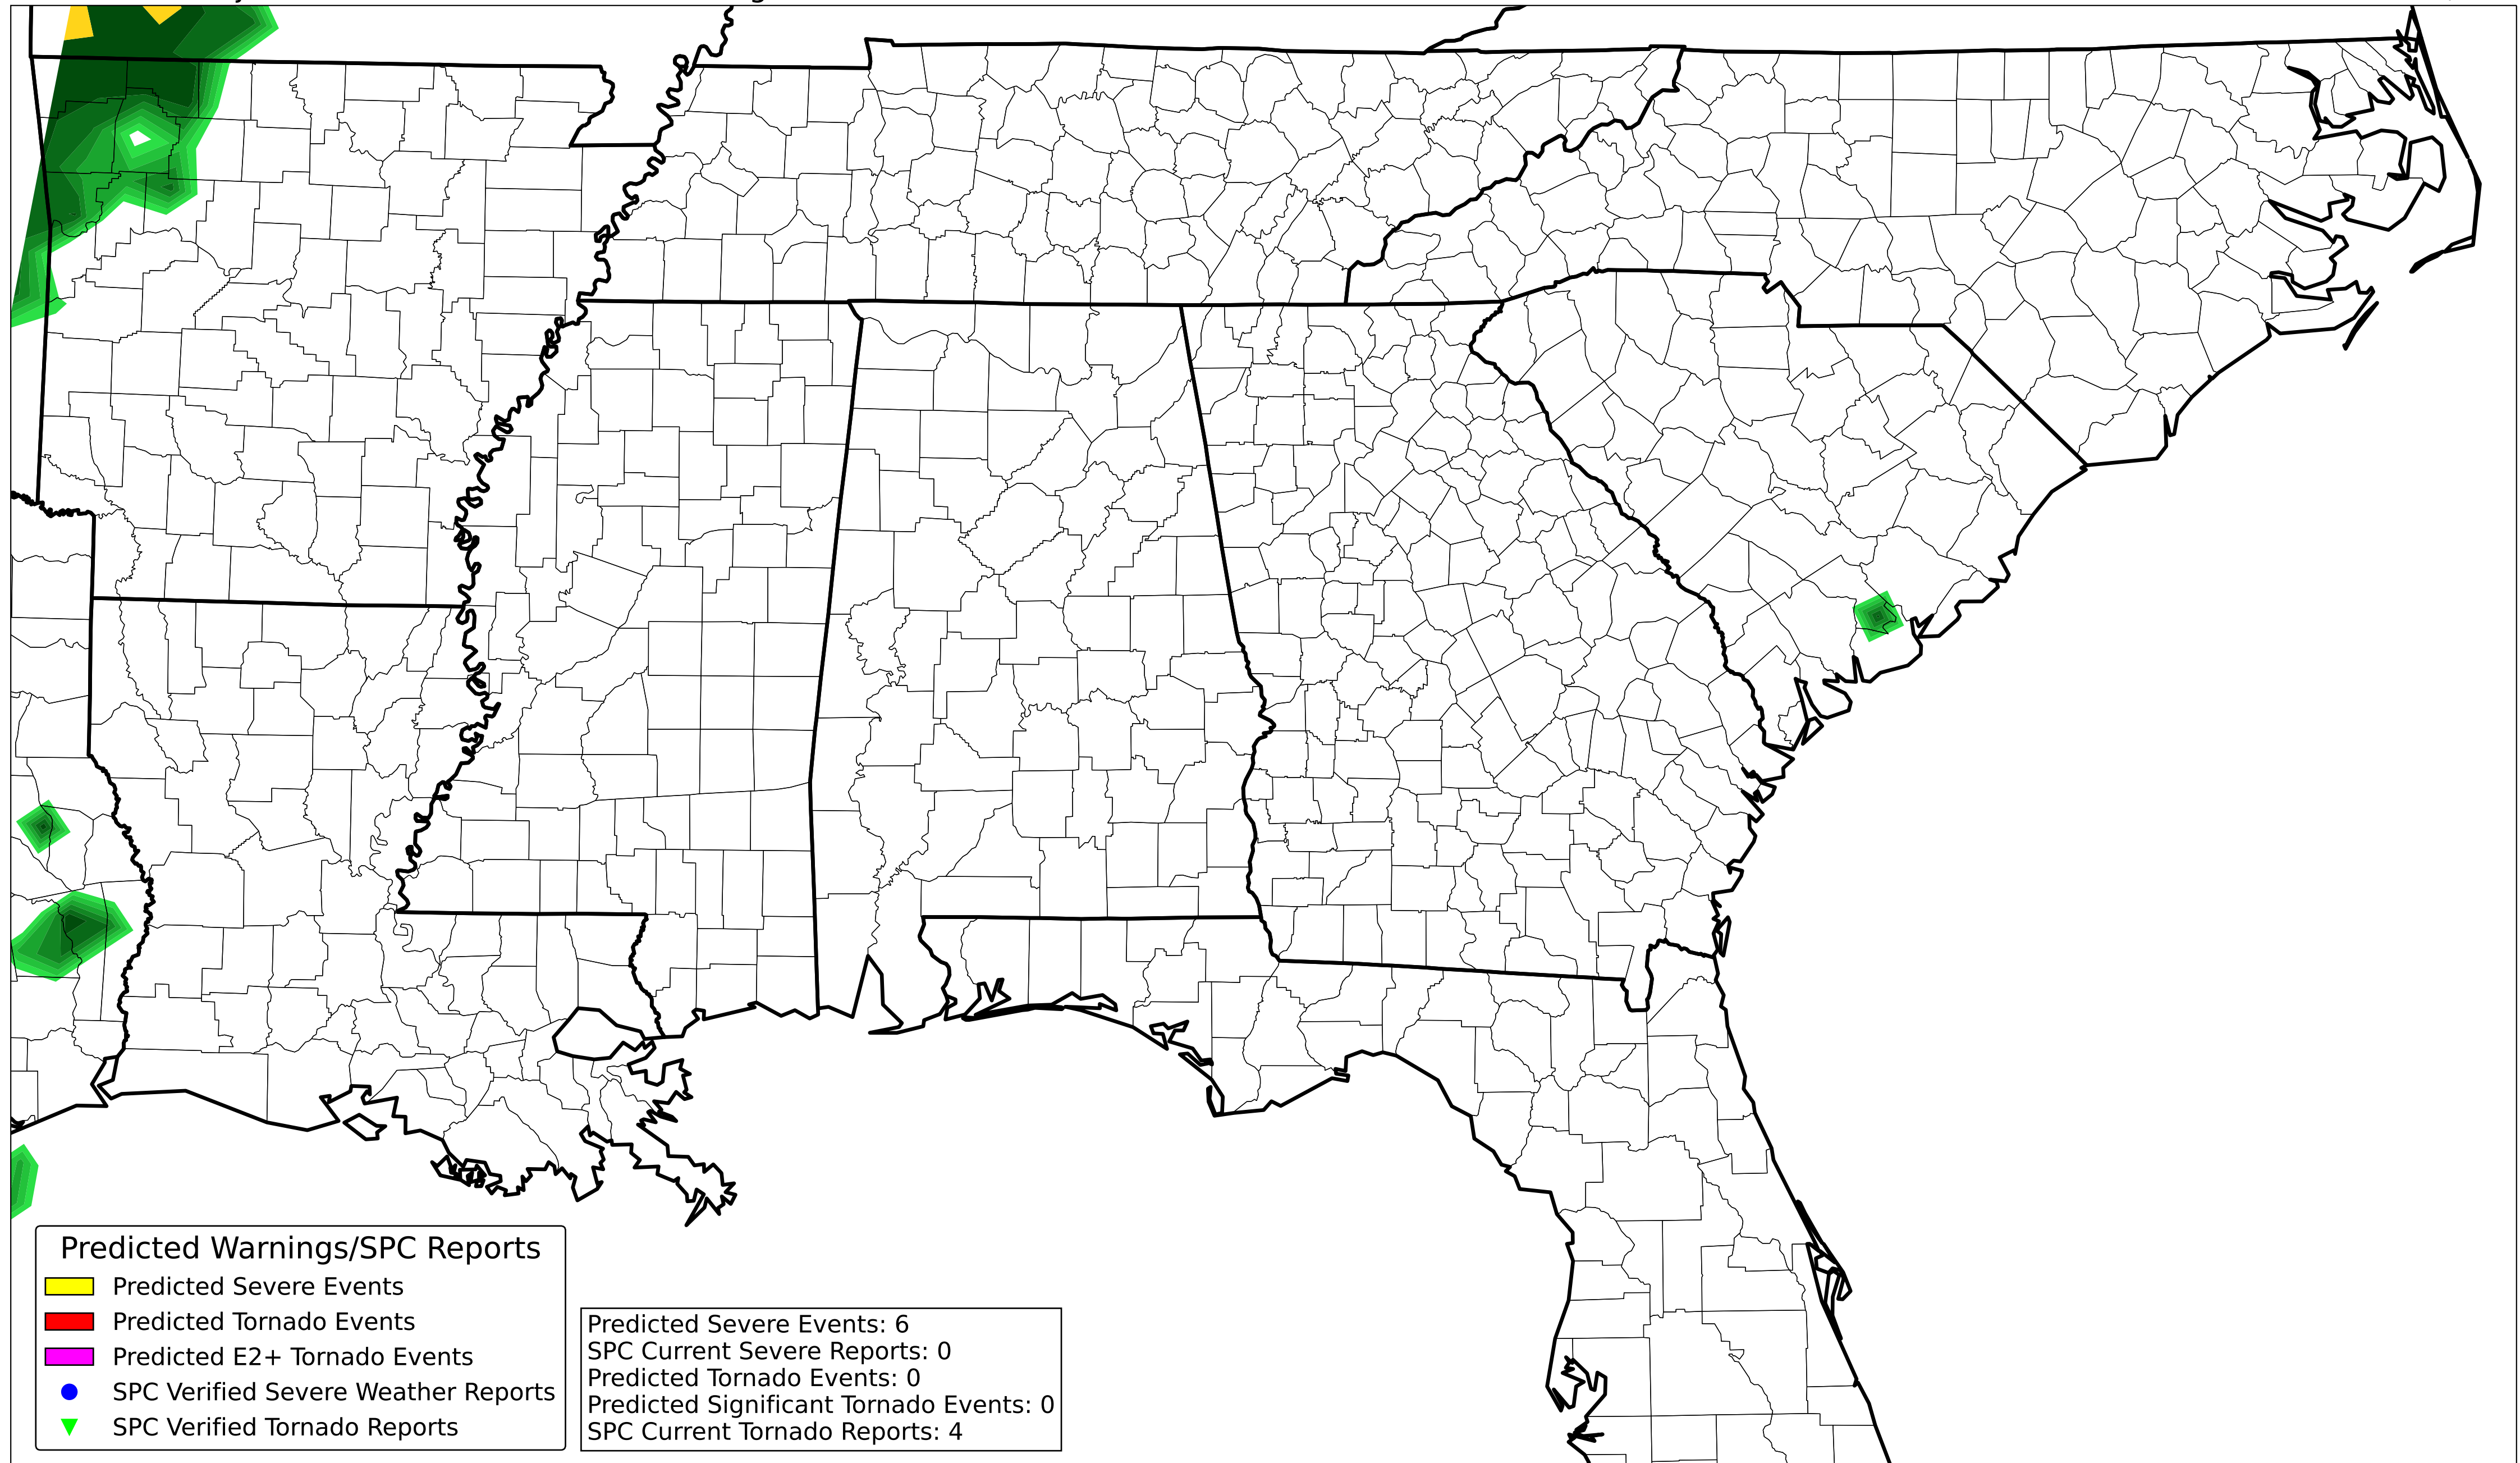 Predicted Warnings/SPC Reports
Predicted Severe Events
Predicted Tornado Events
Predicted E2+ Tornado Events
SPC Verified Severe Weather Reports
SPC Verified Tornado Reports
Predicted Severe Events: 6
SPC Current Severe Reports: 0
Predicted Tornado Events: 0
Predicted Significant Tornado Events: 0
SPC Current Tornado Reports: 4